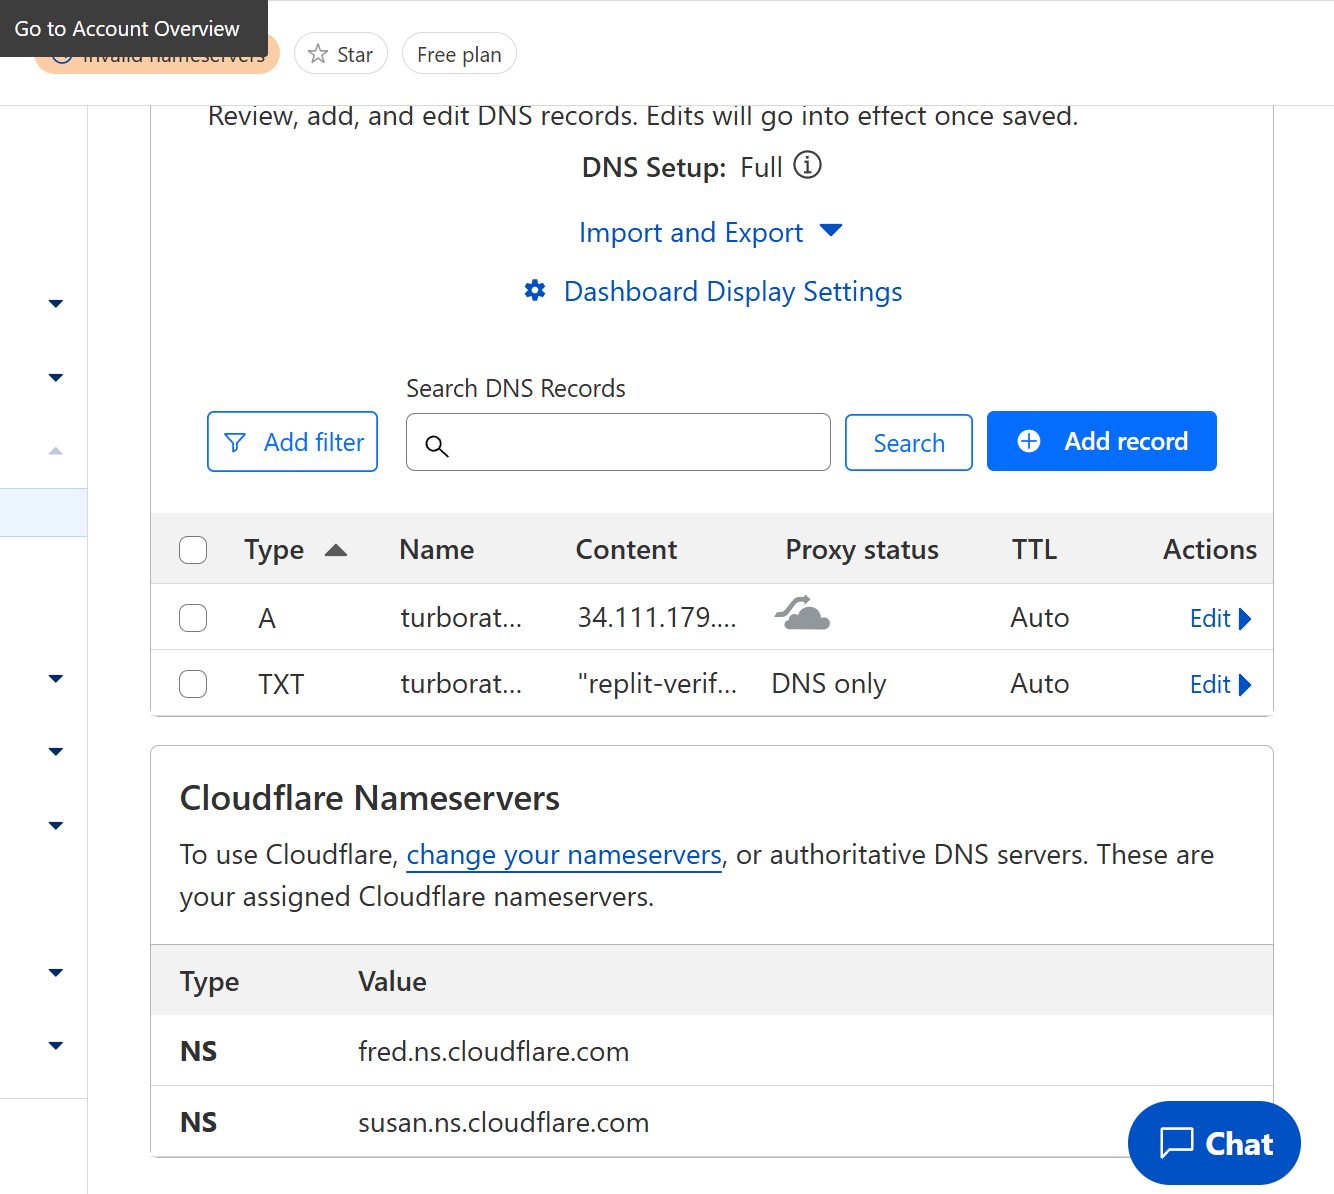 Go to Account Overview
Invalid nameservers
Star
Free plan
Review, add, and edit DNS records. Edits will go into effect once saved.
DNS Setup: Full
Import and Export
Dashboard Display Settings
Search DNS Records
Add filter
Search
Add record
Type Name Content Proxy status TTL Actions
A turborat... 34.111.179.... Auto Edit
TXT turborat... "replit-verif... DNS only Auto Edit
Cloudflare Nameservers
To use Cloudflare, change your nameservers, or authoritative DNS servers. These are
your assigned Cloudflare nameservers.
Type Value
NS fred.ns.cloudflare.com
NS susan.ns.cloudflare.com
Chat